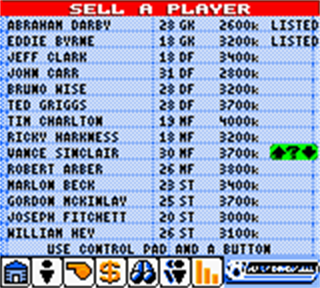 SELL A PLAYER
ABRAHAM DARBY 28 GK 2600k LISTED
EDDIE BYRNE 18 GK 3200k LISTED
JEFF CLARK 18 DF 3400k
JOHN CARR 31 DF 2800k
BRUNO WISE 23 DF 3200k
TED GRIGGS 28 DF 3700k
TIM CHARLTON 19 MF 4000k
RICKY HARKNESS 18 MF 3200k
VANCE SINCLAIR 30 MF 3700k ?
ROBERT ARBER 26 MF 3800k
MARLON BECK 23 ST 3400k
GORDON MCKINLAY 25 ST 3700k
JOSEPH FITCHETT 20 ST 3000k
WILLIAM HEY 26 ST 3100k
USE CONTROL PAD AND A BUTTON